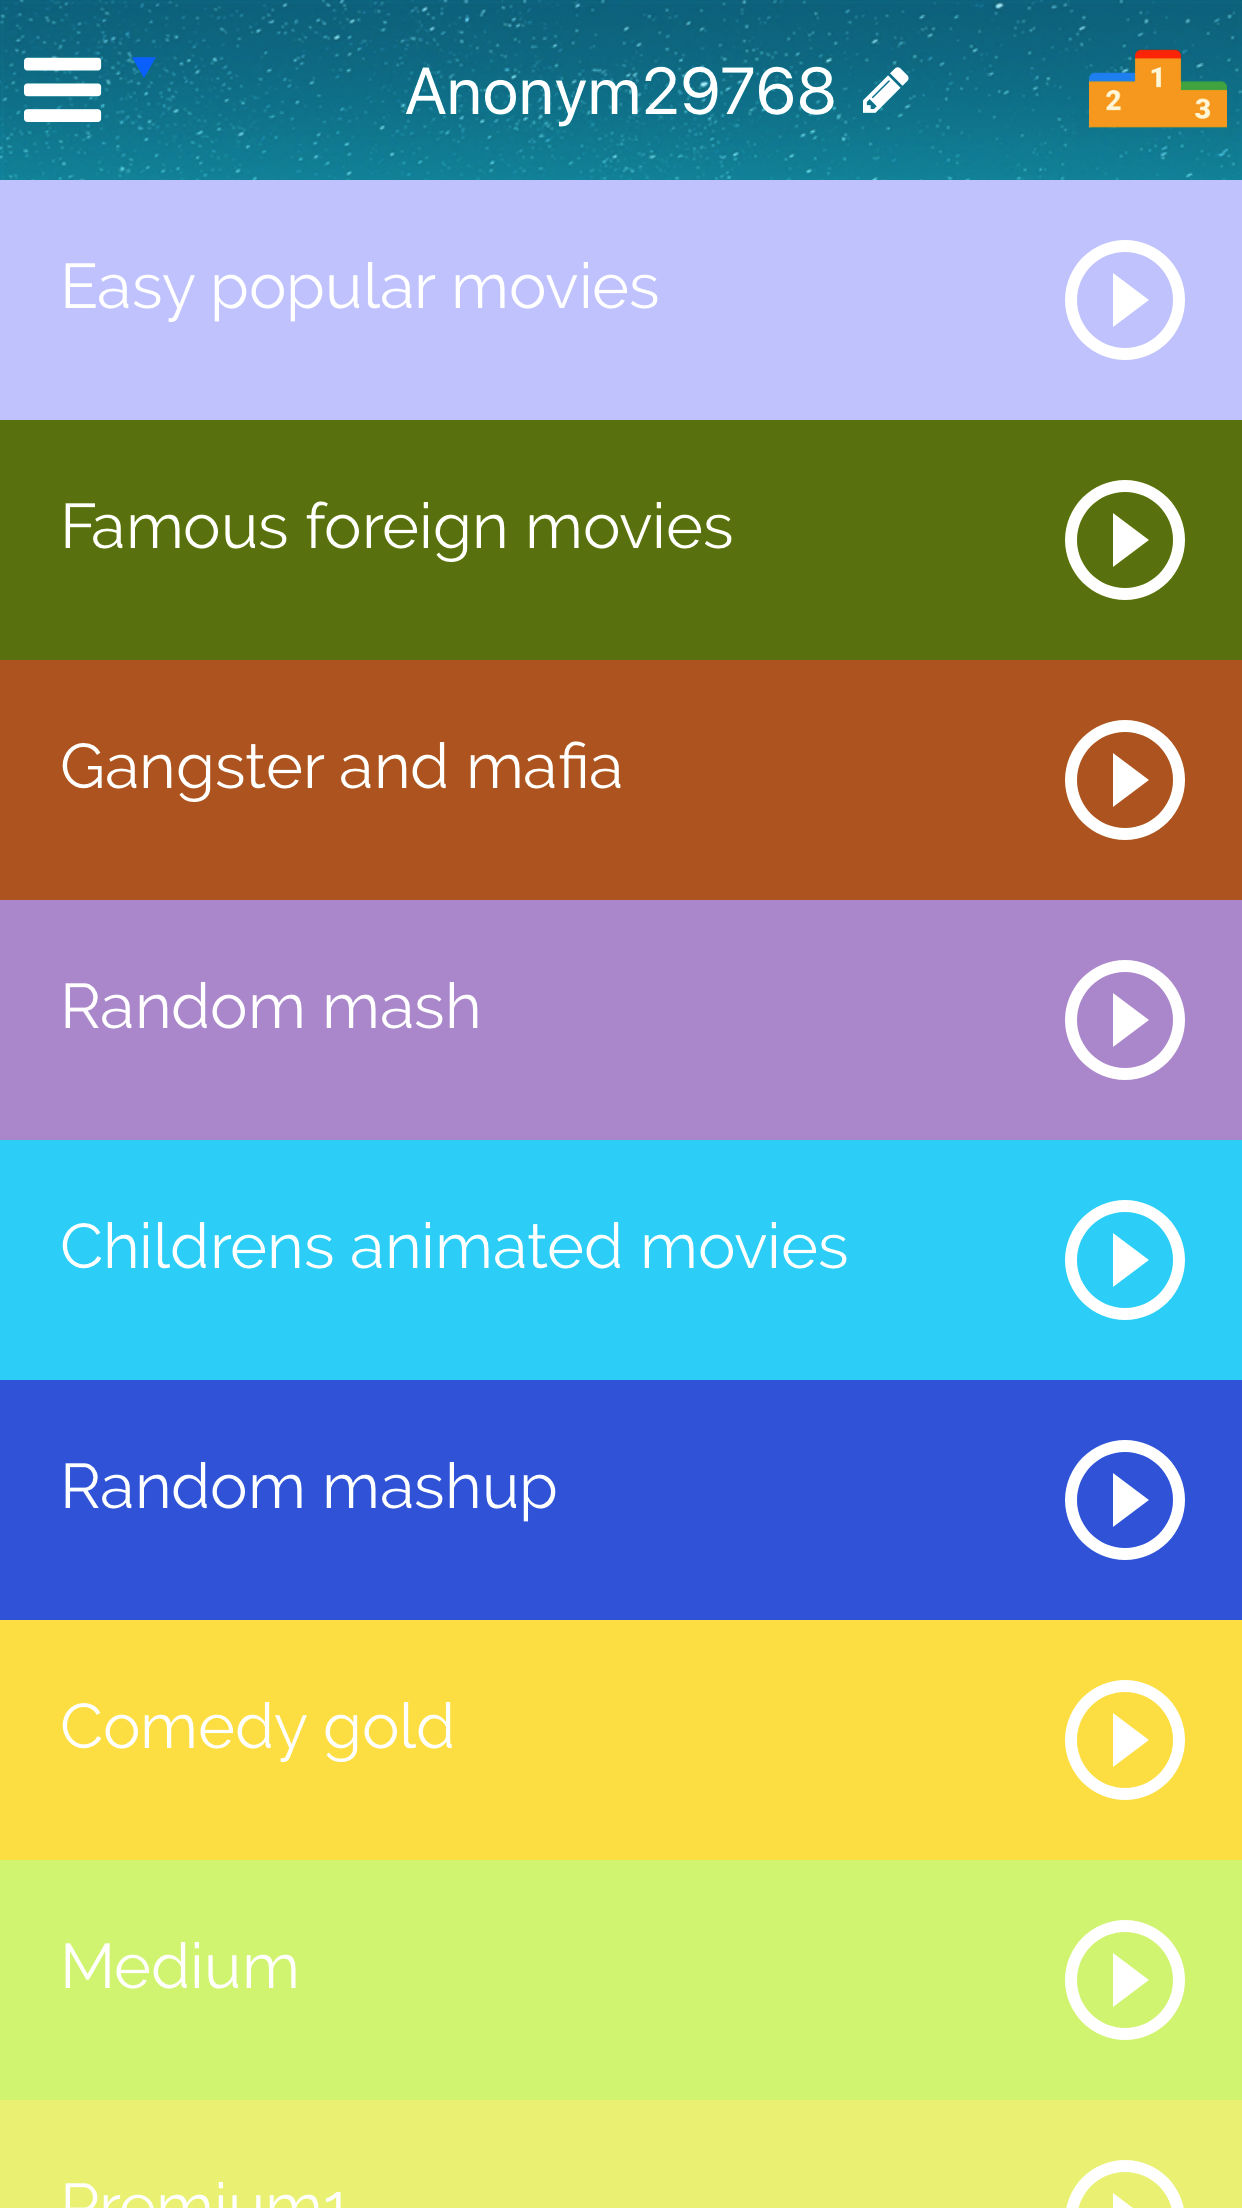 Anonym29768
2 1 3
Easy popular movies
Famous foreign movies
Gangster and mafia
Random mash
Childrens animated movies
Random mashup
Comedy gold
Medium
Premium1